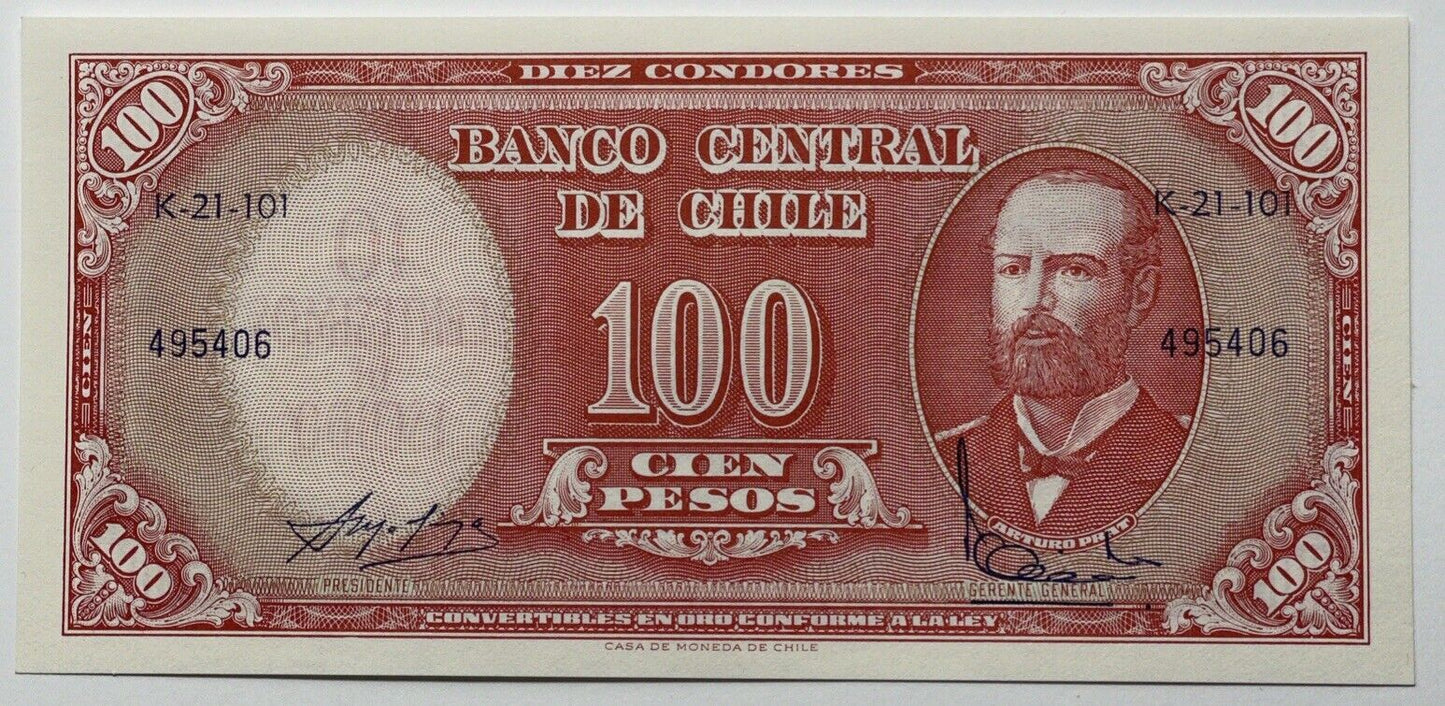 DIEZ CONDORES
100
100
BANCO CENTRAL
DE CHILE
K-21-101
K-21-101
100
495406
495406
CIEN
CIEN
CIEN
PESOS
ARTURO PRAT
PRESIDENTE
GERENTE GENERAL
100
100
CONVERTIBLES EN ORO CONFORME A LA LEY
CASA DE MONEDA DE CHILE